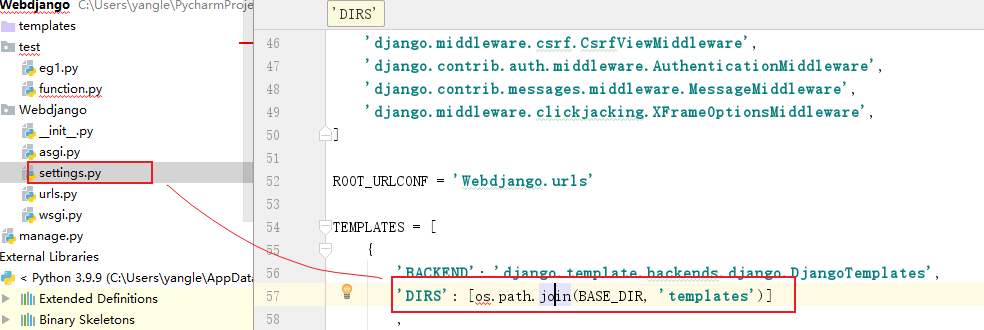 Webdjango C:\Users\yangle\PycharmProje
templates
test
eg1.py
function.py
Webdjango
__init__.py
asgi.py
settings.py
urls.py
wsgi.py
manage.py
External Libraries
< Python 3.9.9 (C:\Users\yangle\AppData
Extended Definitions
Binary Skeletons
'DIRS'
46 'django.middleware.csrf.CsrfViewMiddleware',
47 'django.contrib.auth.middleware.AuthenticationMiddleware',
48 'django.contrib.messages.middleware.MessageMiddleware',
49 'django.middleware.clickjacking.XFrameOptionsMiddleware',
50 ]
51
52 ROOT_URLCONF = 'Webdjango.urls'
53
54 TEMPLATES = [
55 {
56 'BACKEND': 'django.template.backends.django.DjangoTemplates',
57 'DIRS': [os.path.join(BASE_DIR, 'templates')]
58 ,